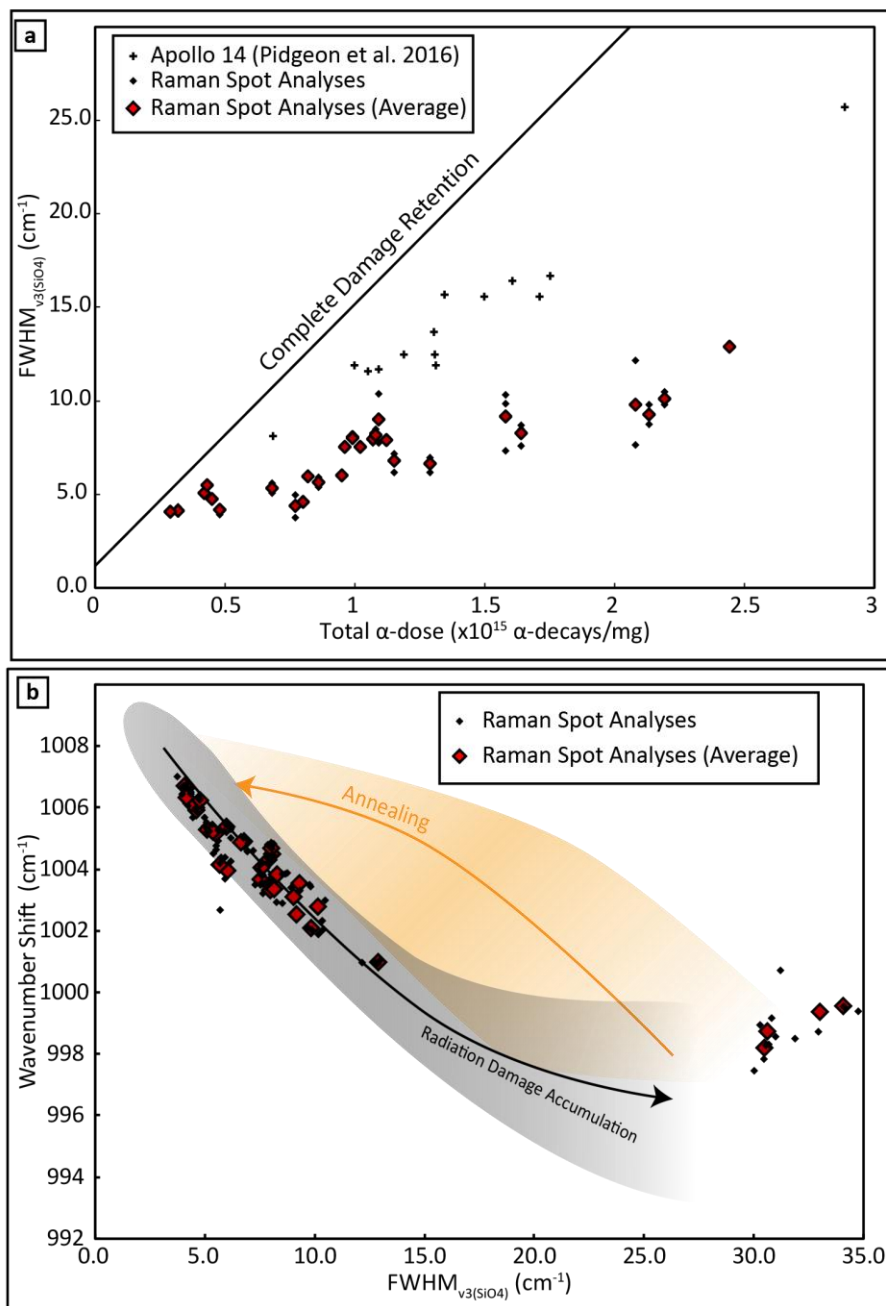 a
Apollo 14 (Pidgeon et al. 2016)
Raman Spot Analyses
Raman Spot Analyses (Average)
Complete Damage Retention
FWHMv3(SiO4) (cm-1)
25.0
20.0
15.0
10.0
5.0
0.0
0 0.5 1 1.5 2 2.5 3
Total α-dose (x10¹⁵ α-decays/mg)
b
Raman Spot Analyses
Raman Spot Analyses (Average)
Annealing
Radiation Damage Accumulation
Wavenumber Shift (cm-1)
1008
1006
1004
1002
1000
998
996
994
992
0.0 5.0 10.0 15.0 20.0 25.0 30.0 35.0
FWHMv3(SiO4) (cm-1)